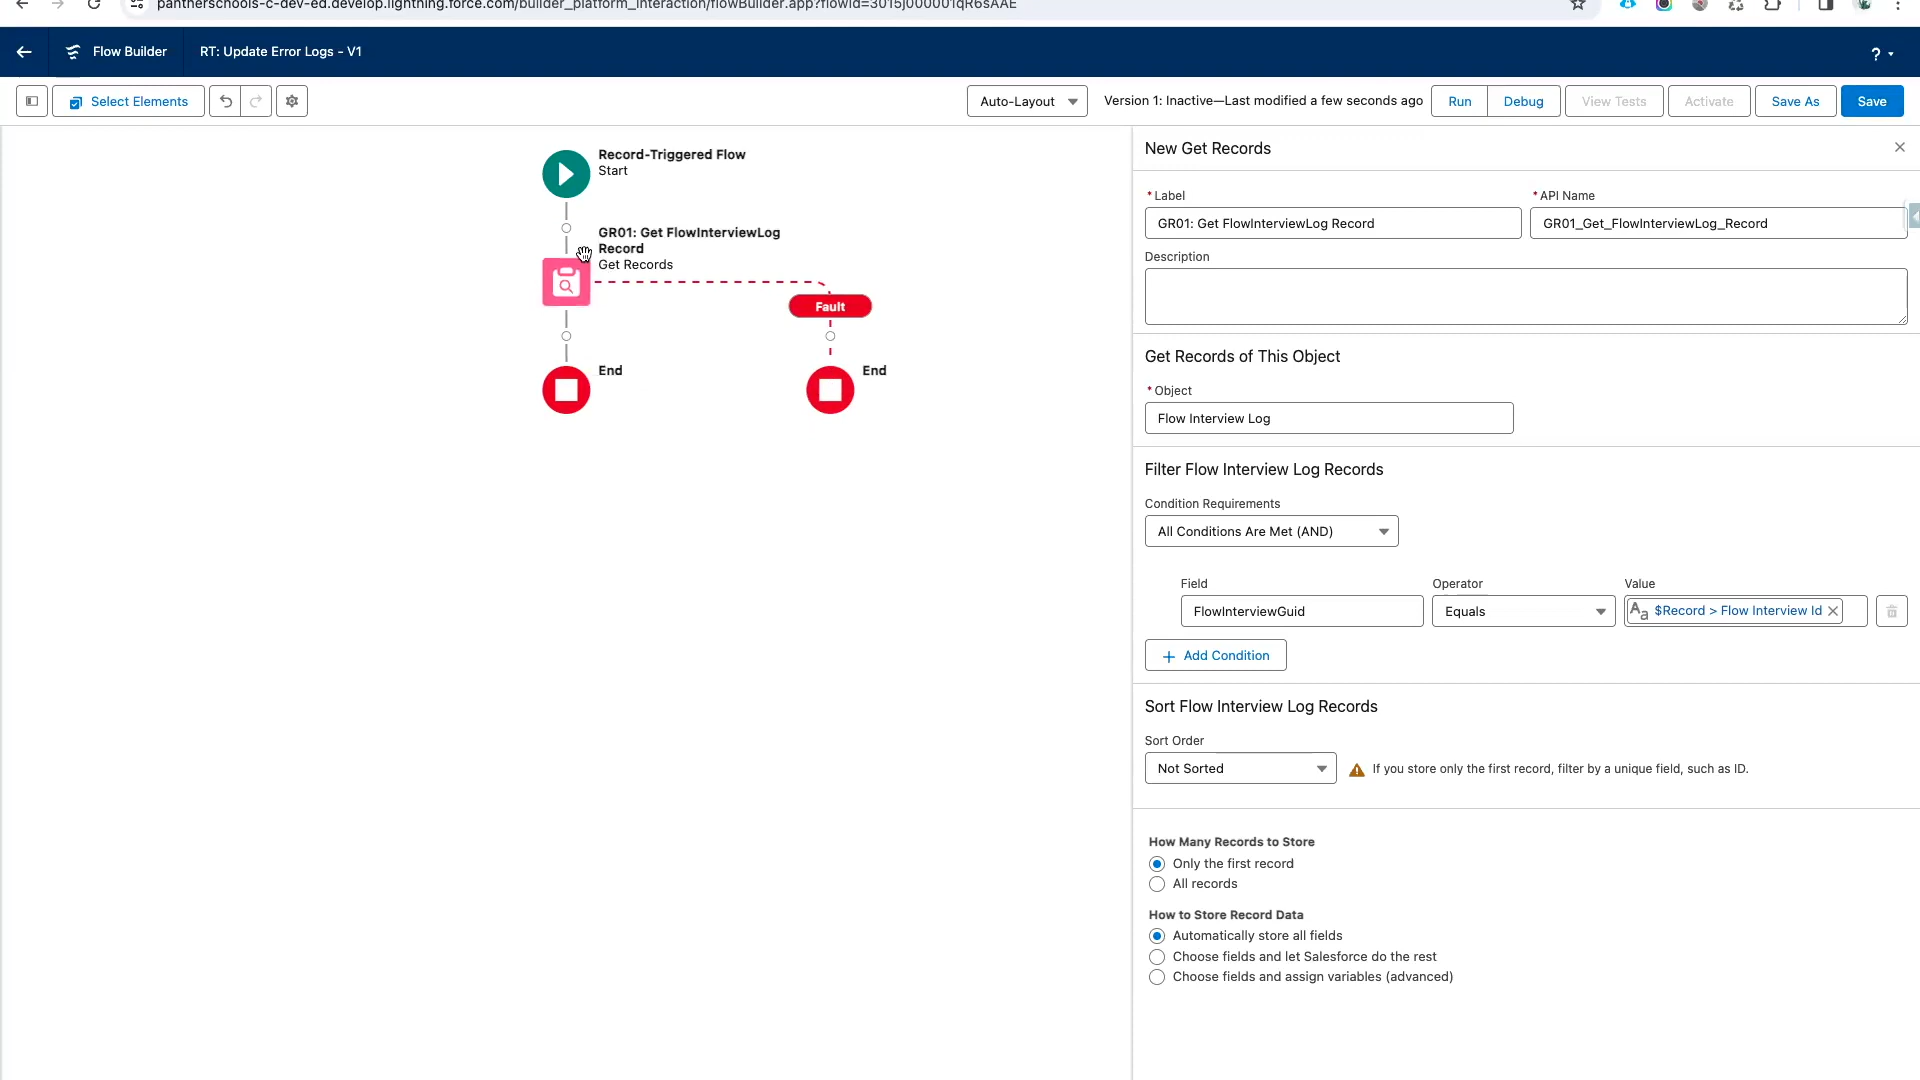 pantherschools-c-dev-ed.develop.lightning.force.com/builder_platform_interaction/flowBuilder.app?flowId=3015j000001qR6sAAE
Flow Builder
RT: Update Error Logs - V1
?
Select Elements
Auto-Layout
Version 1: Inactive—Last modified a few seconds ago
Run
Debug
View Tests
Activate
Save As
Save
Record-Triggered Flow
Start
GR01: Get FlowInterviewLog
Record
Get Records
Fault
End
End
New Get Records
* Label
* API Name
GR01: Get FlowInterviewLog Record
GR01_Get_FlowInterviewLog_Record
Description
Get Records of This Object
* Object
Flow Interview Log
Filter Flow Interview Log Records
Condition Requirements
All Conditions Are Met (AND)
Field
Operator
Value
FlowInterviewGuid
Equals
Aa $Record > Flow Interview Id
+ Add Condition
Sort Flow Interview Log Records
Sort Order
Not Sorted
If you store only the first record, filter by a unique field, such as ID.
How Many Records to Store
Only the first record
All records
How to Store Record Data
Automatically store all fields
Choose fields and let Salesforce do the rest
Choose fields and assign variables (advanced)